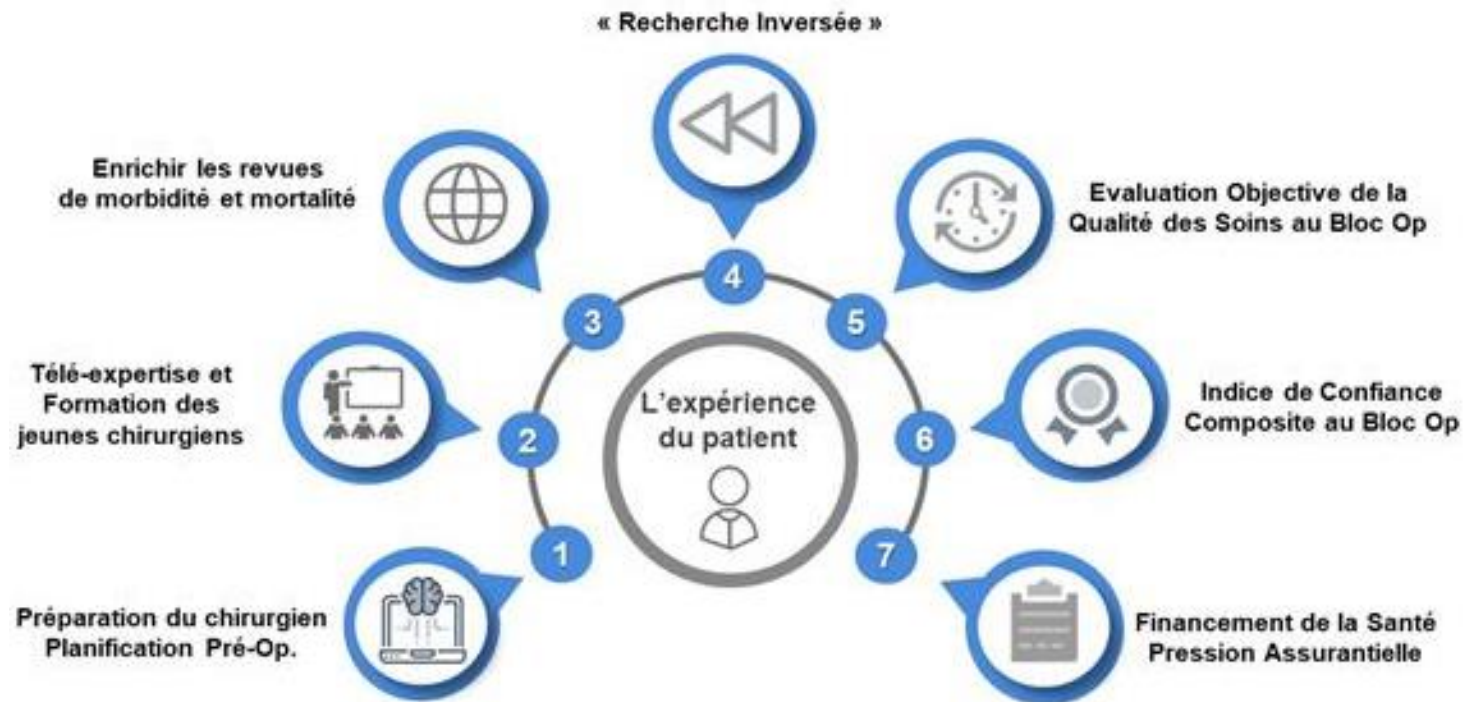 « Recherche Inversée »
Enrichir les revues
de morbidité et mortalité
Evaluation Objective de la
Qualité des Soins au Bloc Op
4
3
5
Télé-expertise et
Formation des
jeunes chirurgiens
L'expérience
du patient
Indice de Confiance
Composite au Bloc Op
2
6
1
7
Préparation du chirurgien
Planification Pré-Op.
Financement de la Santé
Pression Assurantielle